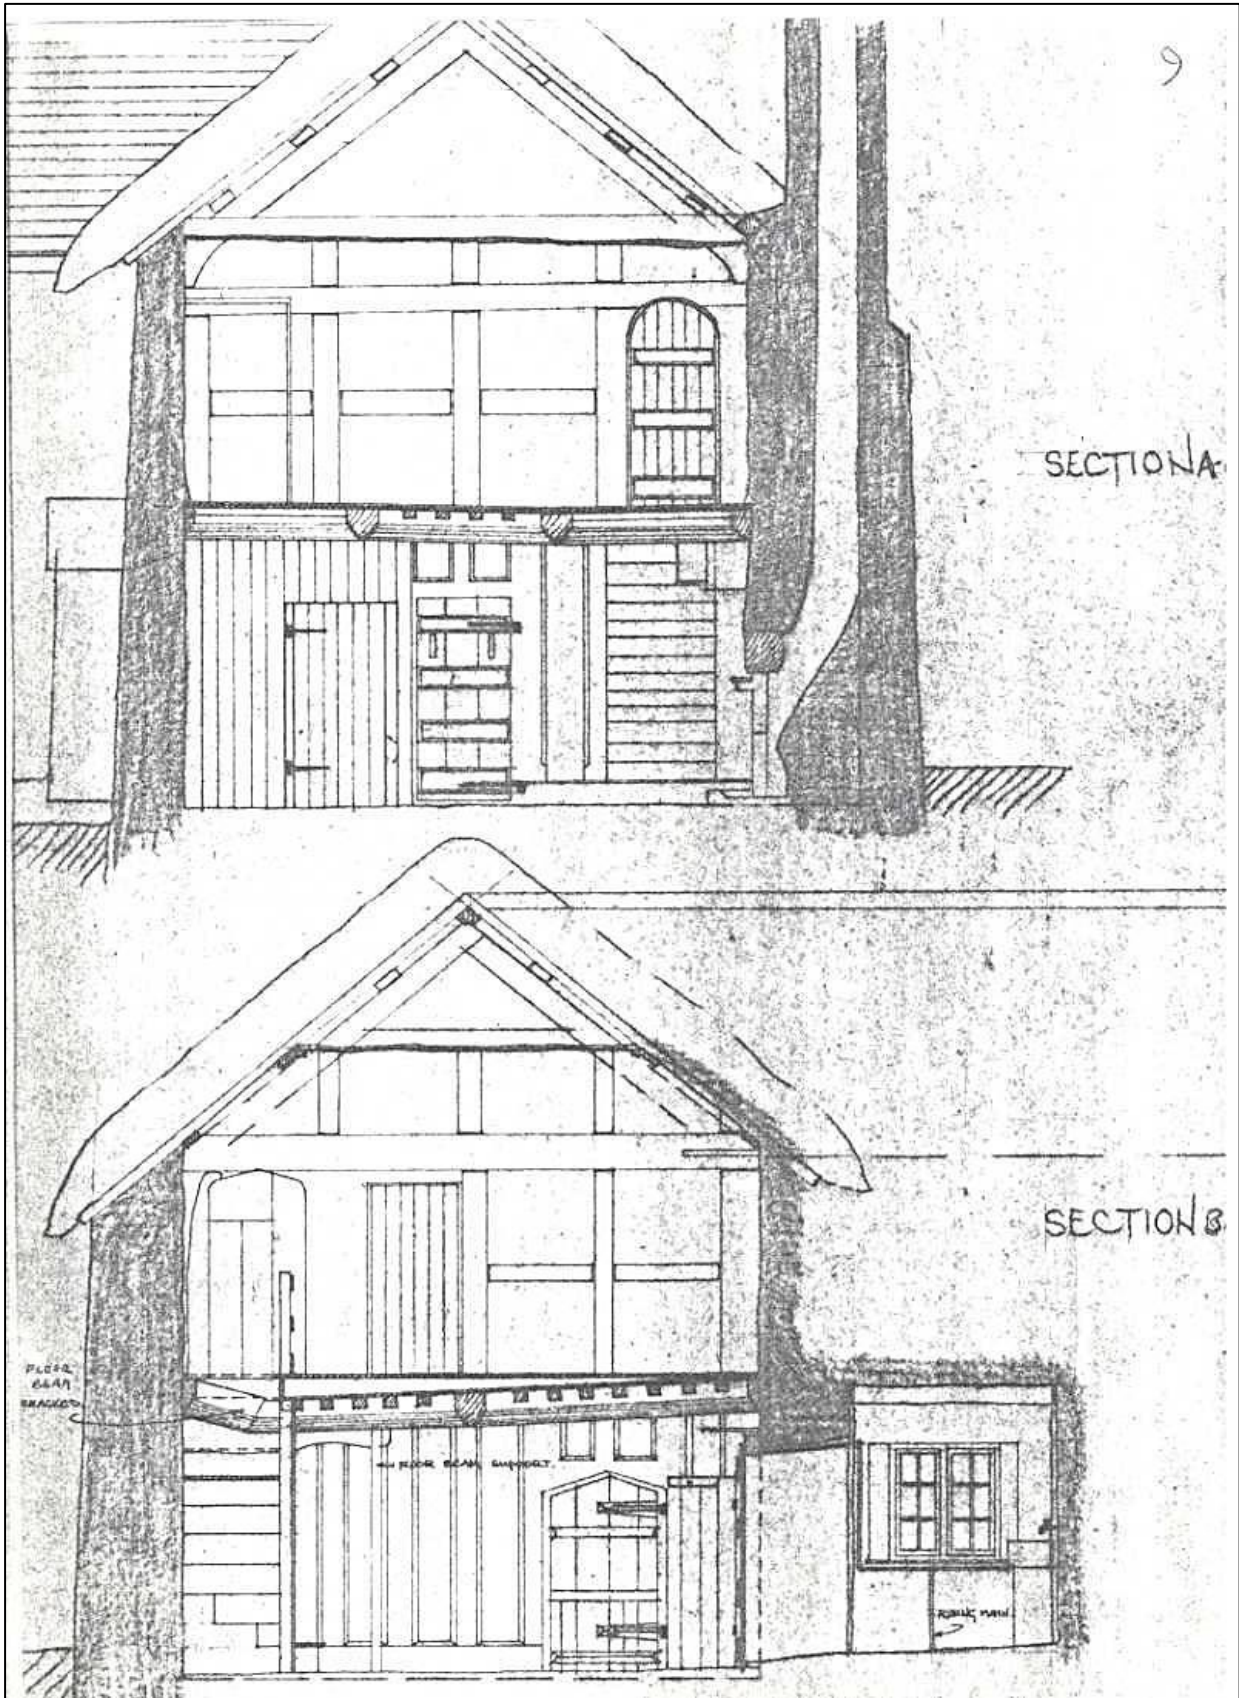 9
SECTION A
SECTION B
FLOOR
BEAM
CRACKED
FLOOR BEAM SUPPORT.
RISING MAIN.